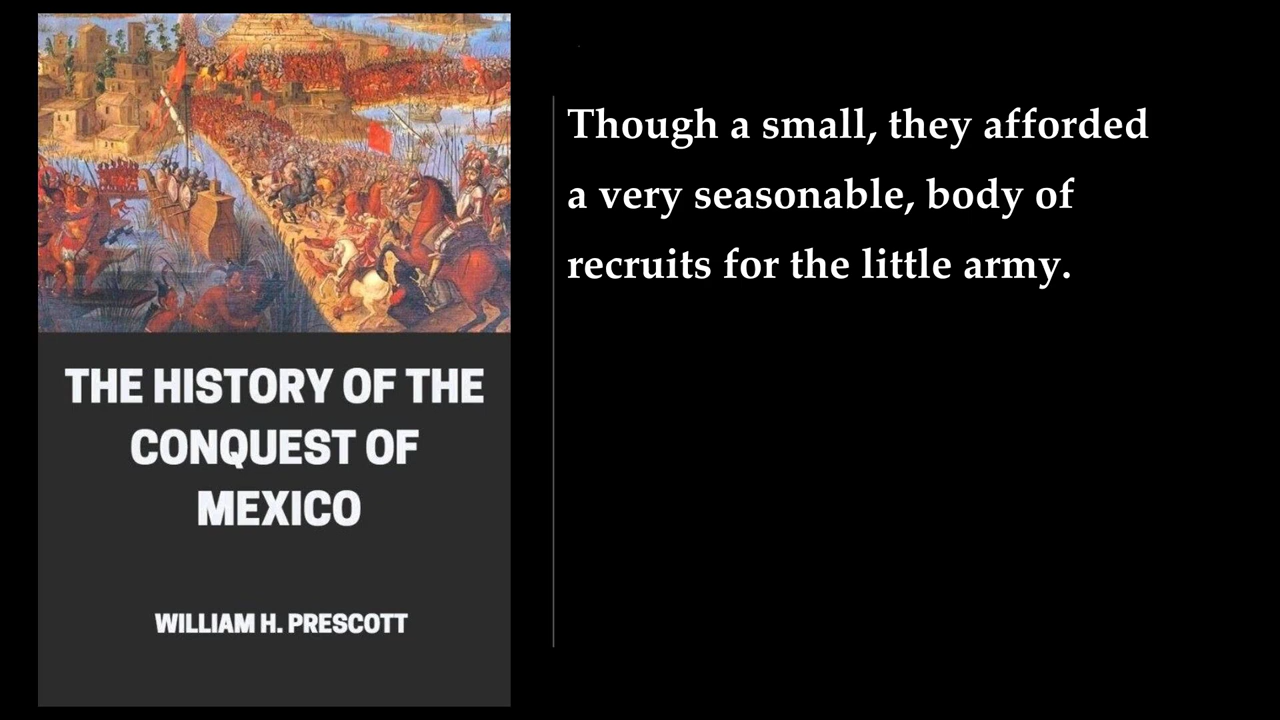 THE HISTORY OF THE
CONQUEST OF
MEXICO
WILLIAM H. PRESCOTT
Though a small, they afforded
a very seasonable, body of
recruits for the little army.